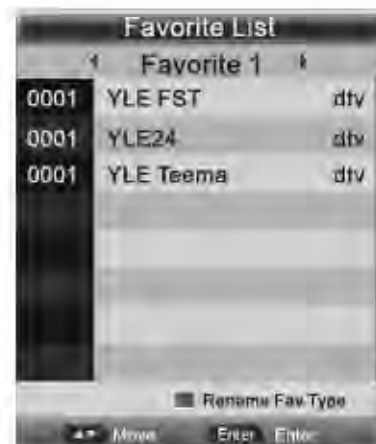 Favorite List
Favorite 1
0001 YLE FST dtv
0001 YLE24 dtv
0001 YLE Teema dtv
Rename Fav Type
Move Enter Enter